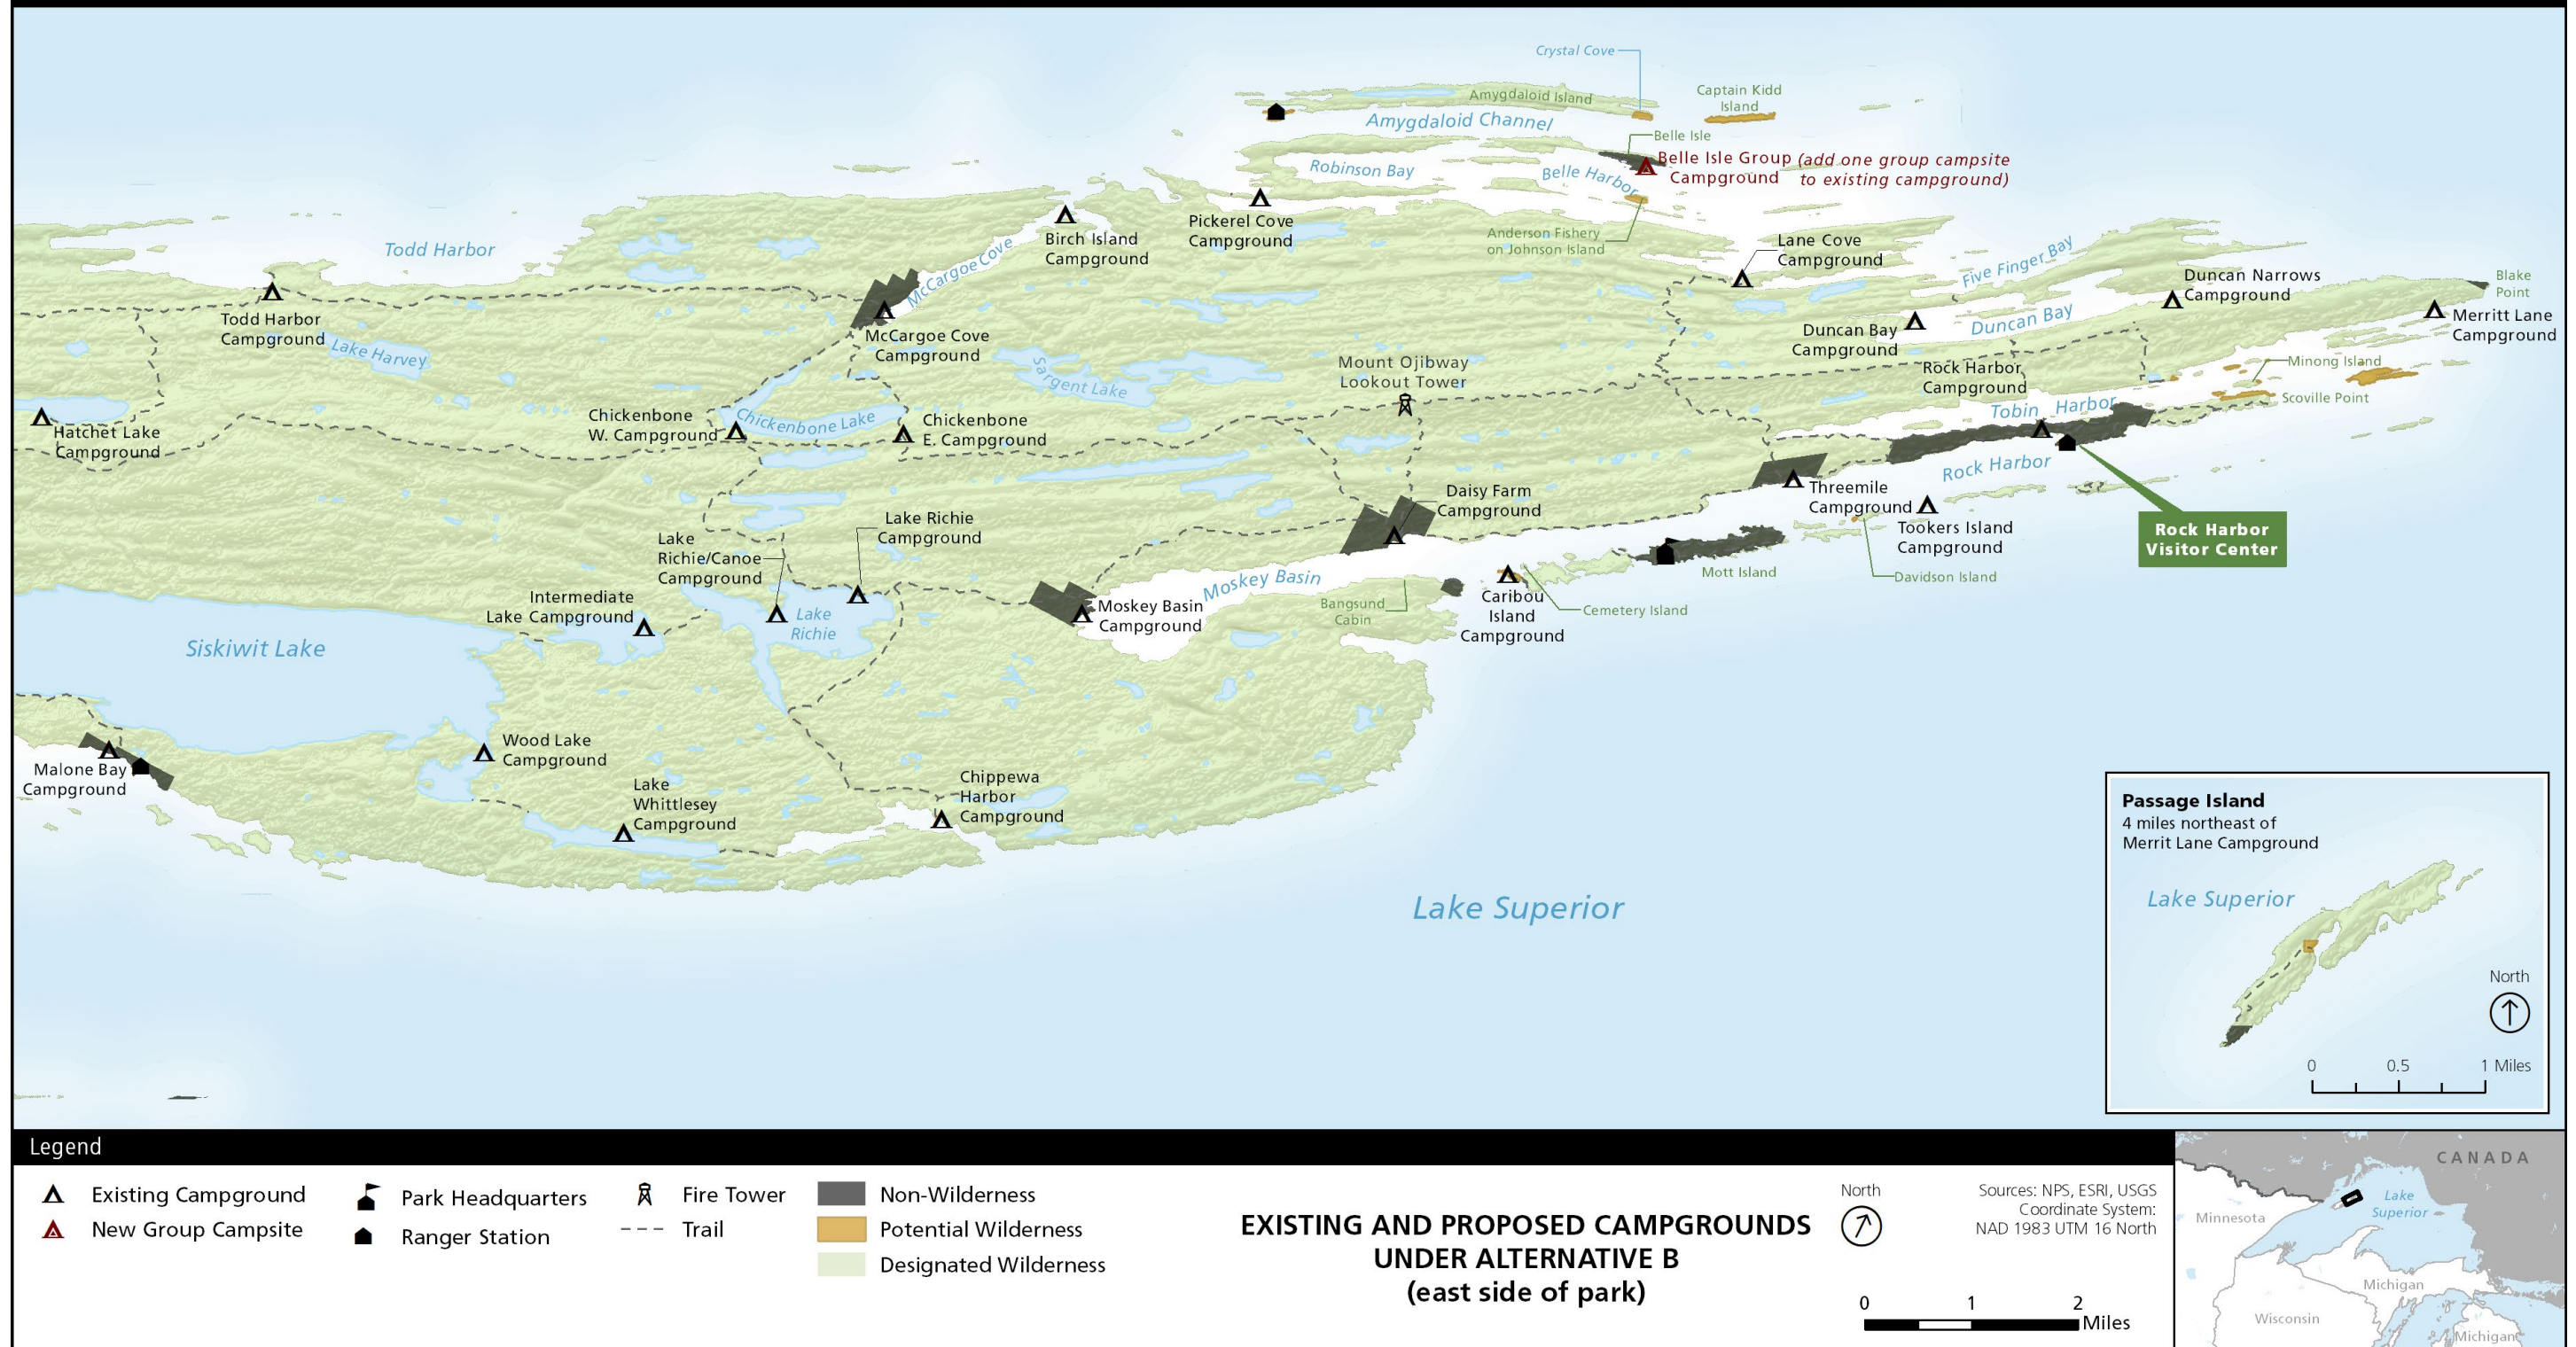 Crystal Cove
Captain Kidd
Island
Amygdaloid Island
Amygdaloid Channel
Belle Isle
Belle Isle Group (add one group campsite
Campground to existing campground)
Robinson Bay
Belle Harbor
Pickerel Cove
Campground
Anderson Fishery
on Johnson Island
Birch Island
Campground
McCargoe Cove
Todd Harbor
Todd Harbor
Campground
Lake Harvey
McCargoe Cove
Campground
Sargent Lake
Lane Cove
Campground
Five Finger Bay
Duncan Bay
Duncan Narrows
Campground
Blake
Point
Merritt Lane
Campground
Duncan Bay
Campground
Mount Ojibway
Lookout Tower
Rock Harbor
Campground
Minong Island
Scoville Point
Tobin Harbor
Hatchet Lake
Campground
Chickenbone
W. Campground
Chickenbone Lake
Chickenbone
E. Campground
Rock Harbor
Threemile
Campground
Tookers Island
Campground
Rock Harbor
Visitor Center
Daisy Farm
Campground
Lake Richie
Campground
Lake
Richie/Canoe
Campground
Intermediate
Lake Campground
Lake
Richie
Moskey Basin
Campground
Moskey Basin
Bangsund
Cabin
Caribou
Island
Campground
Cemetery Island
Mott Island
Davidson Island
Siskiwit Lake
Malone Bay
Campground
Wood Lake
Campground
Lake
Whittlesey
Campground
Chippewa
Harbor
Campground
Lake Superior
Passage Island
4 miles northeast of
Merrit Lane Campground
Lake Superior
North
0 0.5 1 Miles
Legend
Existing Campground
New Group Campsite
Park Headquarters
Ranger Station
Fire Tower
Trail
Non-Wilderness
Potential Wilderness
Designated Wilderness
EXISTING AND PROPOSED CAMPGROUNDS
UNDER ALTERNATIVE B
(east side of park)
North
Sources: NPS, ESRI, USGS
Coordinate System:
NAD 1983 UTM 16 North
0 1 2
Miles
CANADA
Lake
Superior
Minnesota
Michigan
Wisconsin
Michigan